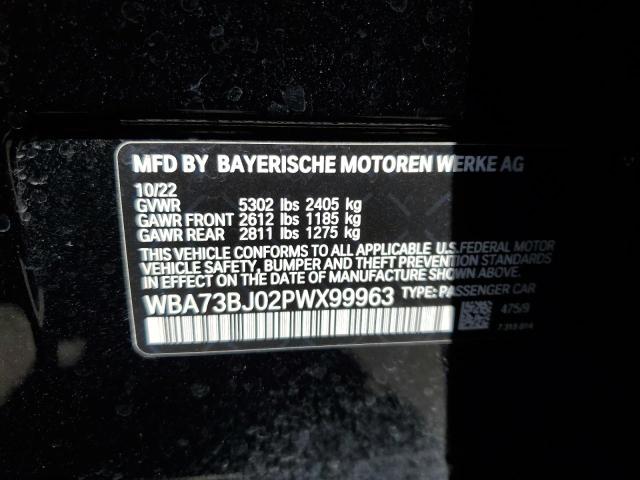 MFD BY BAYERISCHE MOTOREN WERKE AG
10/22
GVWR 5302 lbs 2405 kg
GAWR FRONT 2612 lbs 1185 kg
GAWR REAR 2811 lbs 1275 kg
THIS VEHICLE CONFORMS TO ALL APPLICABLE U.S.FEDERAL MOTOR
VEHICLE SAFETY, BUMPER AND THEFT PREVENTION STANDARDS
IN EFFECT ON THE DATE OF MANUFACTURE SHOWN ABOVE.
WBA73BJ02PWX99963 TYPE: PASSENGER CAR
475/9